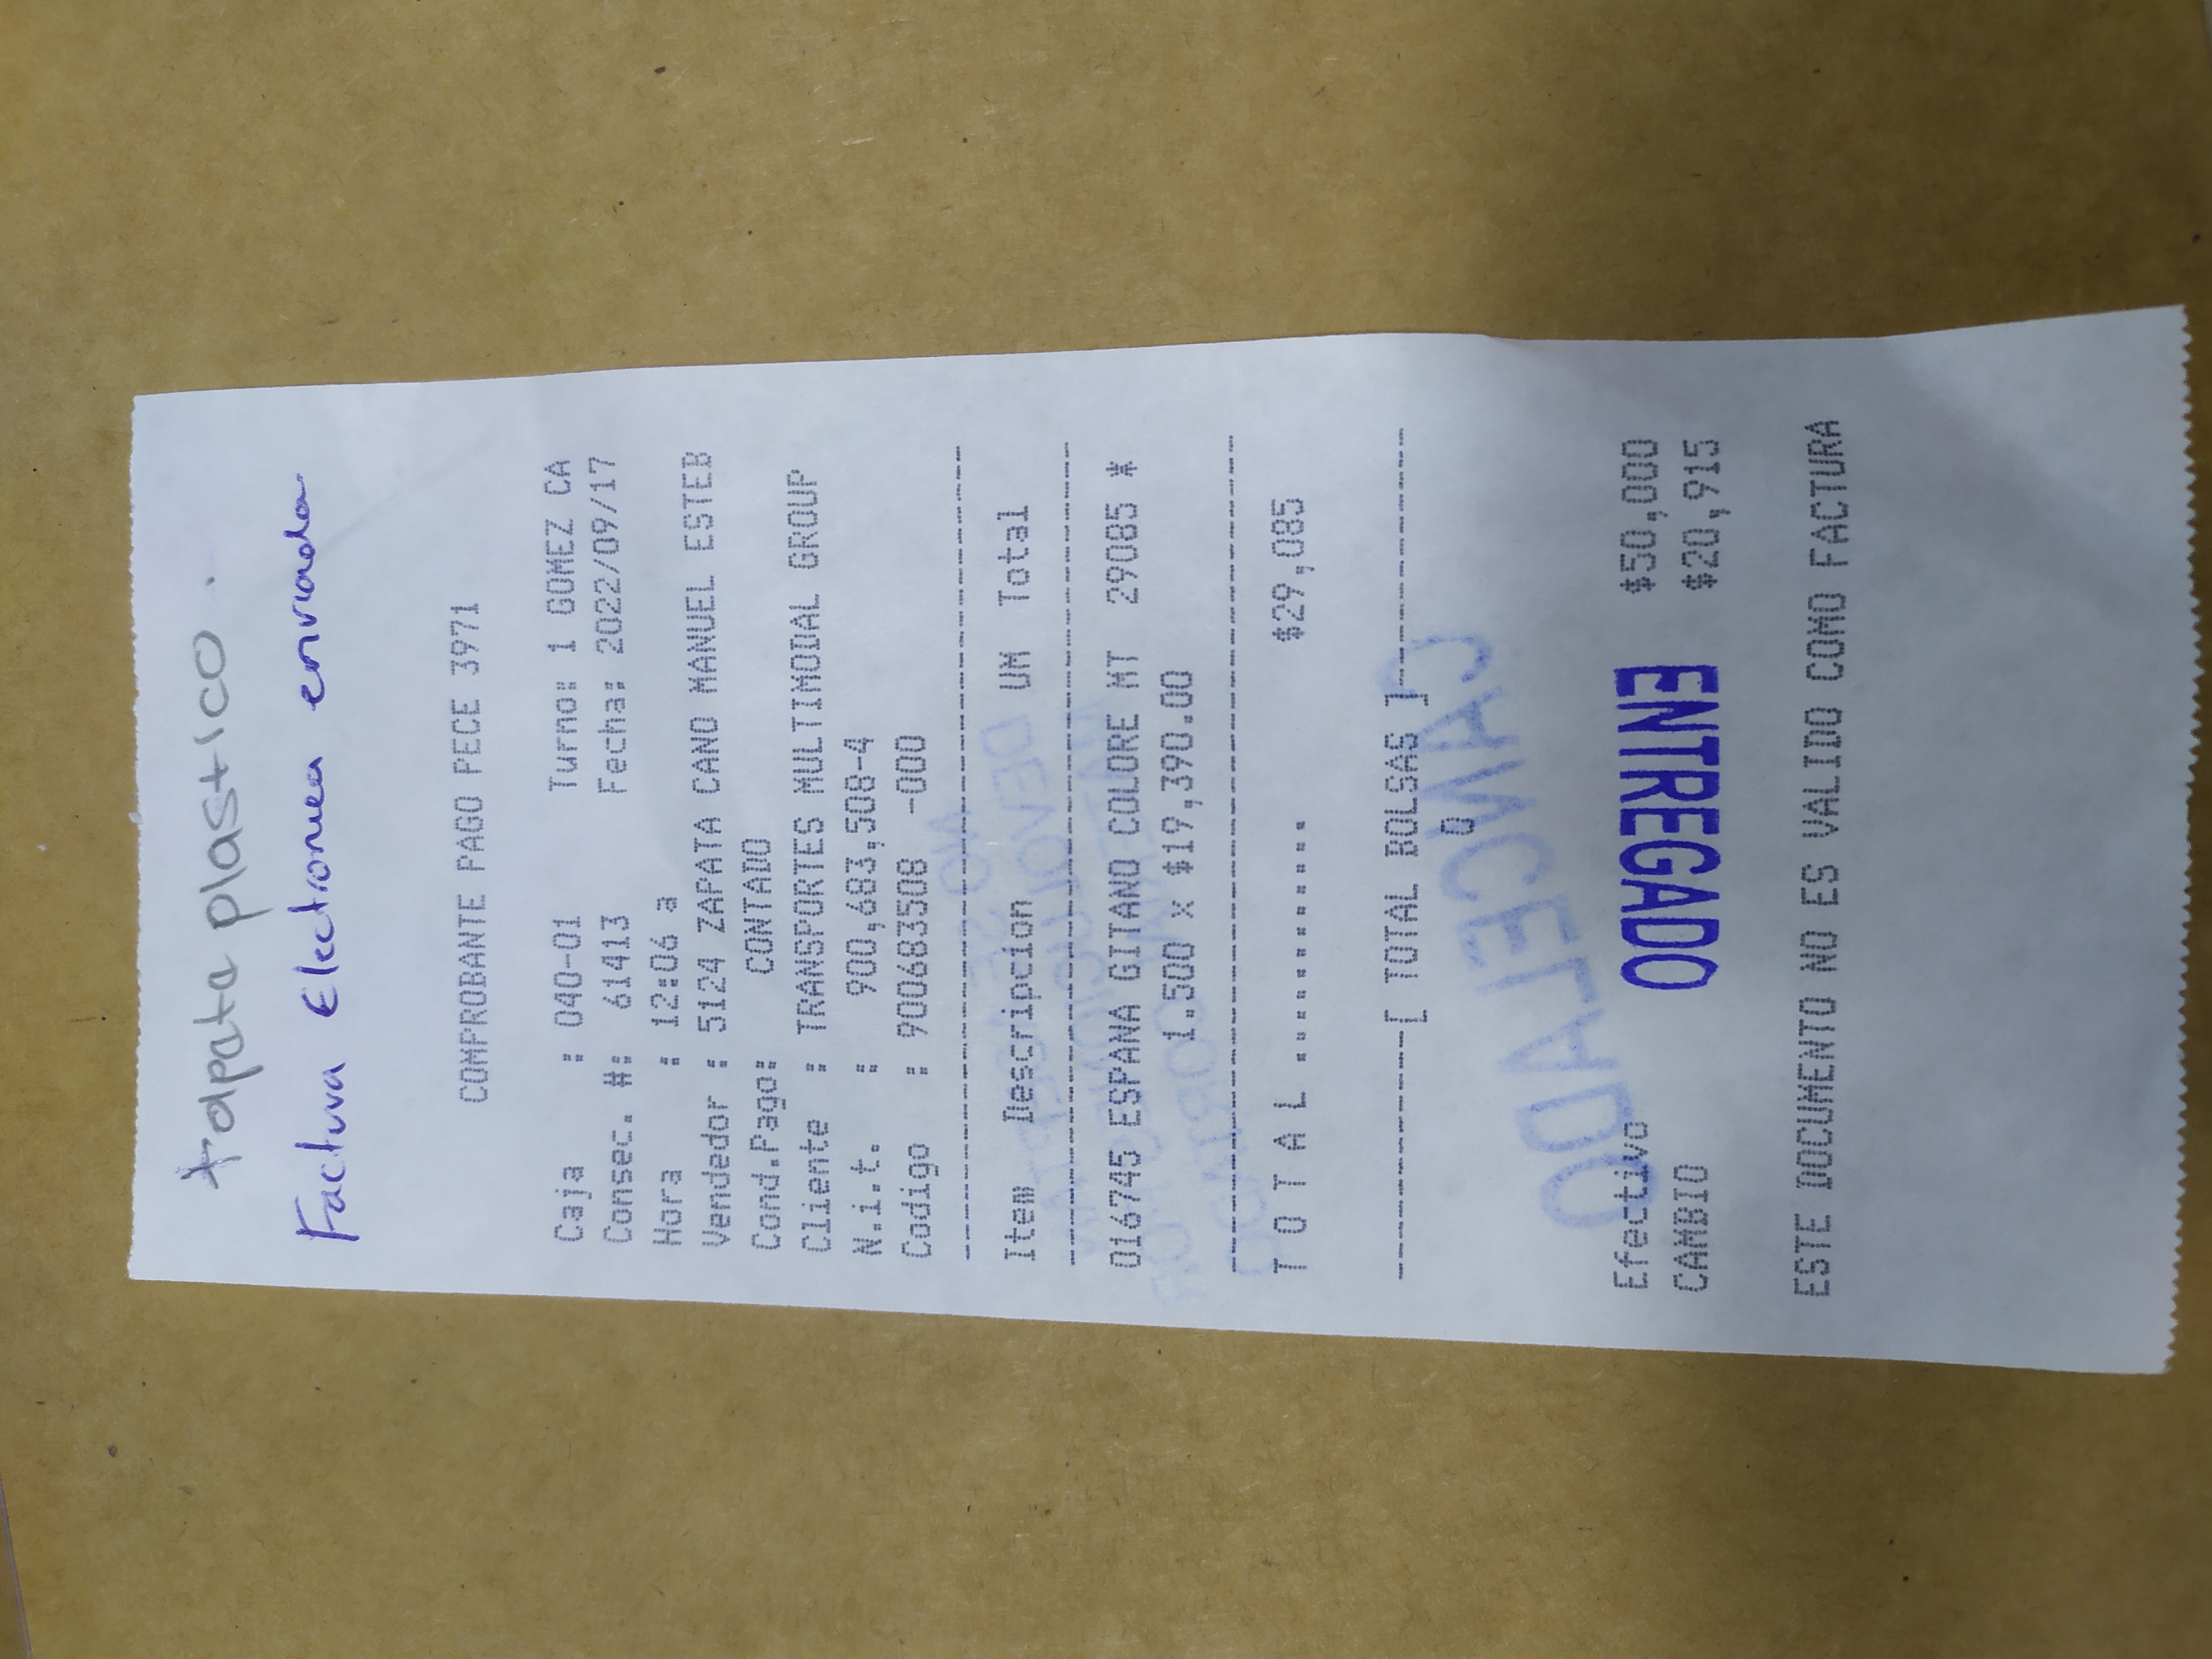 tapata plastico.
Factura Electronica enviada
COMPROBANTE PAGO PECE 3971
Caja : 040-01 Turno: 1 GOMEZ CA
Consec. #: 61413 Fecha: 2022/09/17
Hora : 12:06 a
Vendedor : 5124 ZAPATA CANO MANUEL ESTEB
Cond.Pago: CONTADO
Cliente : TRANSPORTES MULTIMODAL GROUP
N.i.t. : 900,683,508-4
Codigo : 900683508 -000
Item Descripcion UM Total
016745 ESPANA GITANO COLORE MT 29085 *
1.500 x $19,390.00
T O T A L ............. $29,085
[ TOTAL BOLSAS ]
0
CANCELADO
Efectivo $50,000
CAMBIO $20,915
ENTREGADO
ESTE DOCUMENTO NO ES VALIDO COMO FACTURA